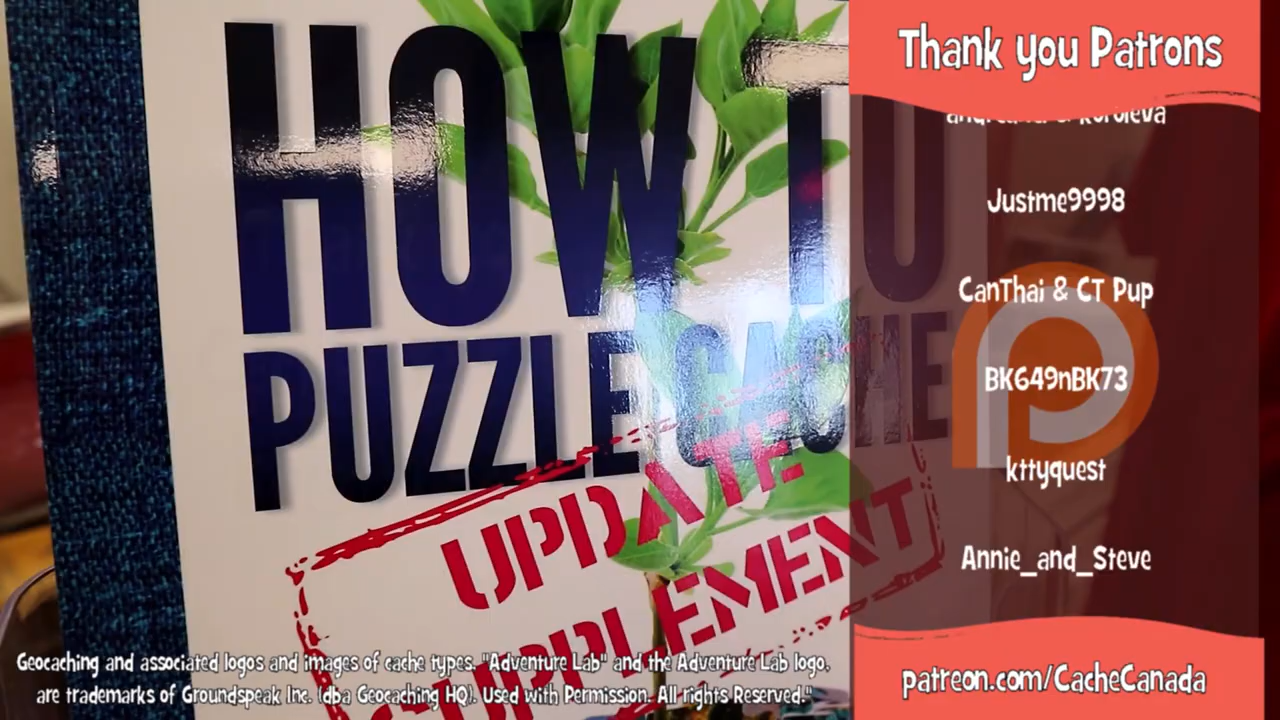 HOW TO
PUZZLE CACHE
UPDATE
SUPPLEMENT
Thank you Patrons
Justme9998
CanThai & CT Pup
BK649nBK73
kttyquest
Annie_and_Steve
patreon.com/CacheCanada
Geocaching and associated logos and images of cache types. "Adventure Lab" and the Adventure Lab logo,
are trademarks of Groundspeak Inc. (dba Geocaching HQ). Used with Permission. All rights Reserved."